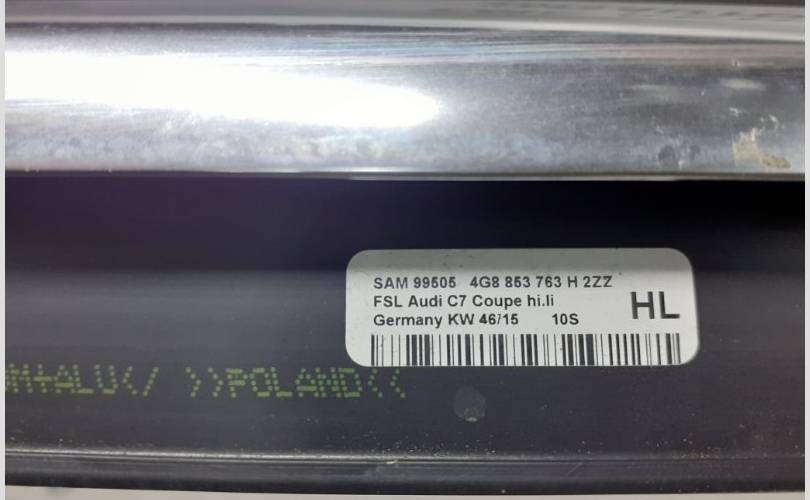 SAM 99505 4G8 853 763 H 2ZZ
FSL Audi C7 Coupe hi.li
HL
Germany KW 46/15 10S
M+ALU</ >>POLAND<<